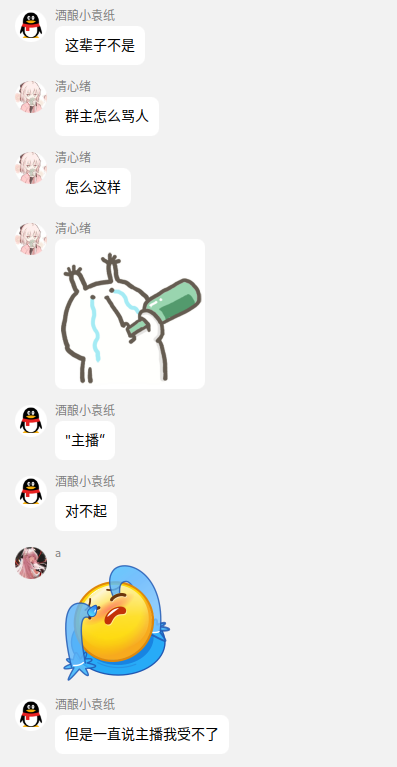 酒酿小袁纸
这辈子不是
清心绪
群主怎么骂人
清心绪
怎么这样
清心绪
酒酿小袁纸
"主播“
酒酿小袁纸
对不起
a
酒酿小袁纸
但是一直说主播我受不了